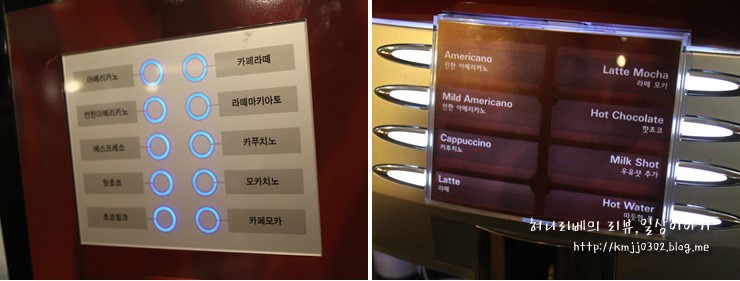 아메리카노
카페라떼
연한아메리카노
라떼마키아토
에스프레소
카푸치노
핫초코
모카치노
초코밀크
카페모카
Americano
진한 아메리카노
Latte Mocha
라떼 모카
Mild Americano
연한 아메리카노
Hot Chocolate
핫쵸코
Cappuccino
카푸치노
Milk Shot
우유샷 추가
Latte
라떼
Hot Water
허니리베의 리뷰,일상이야기
http://kmjj0302.blog.me